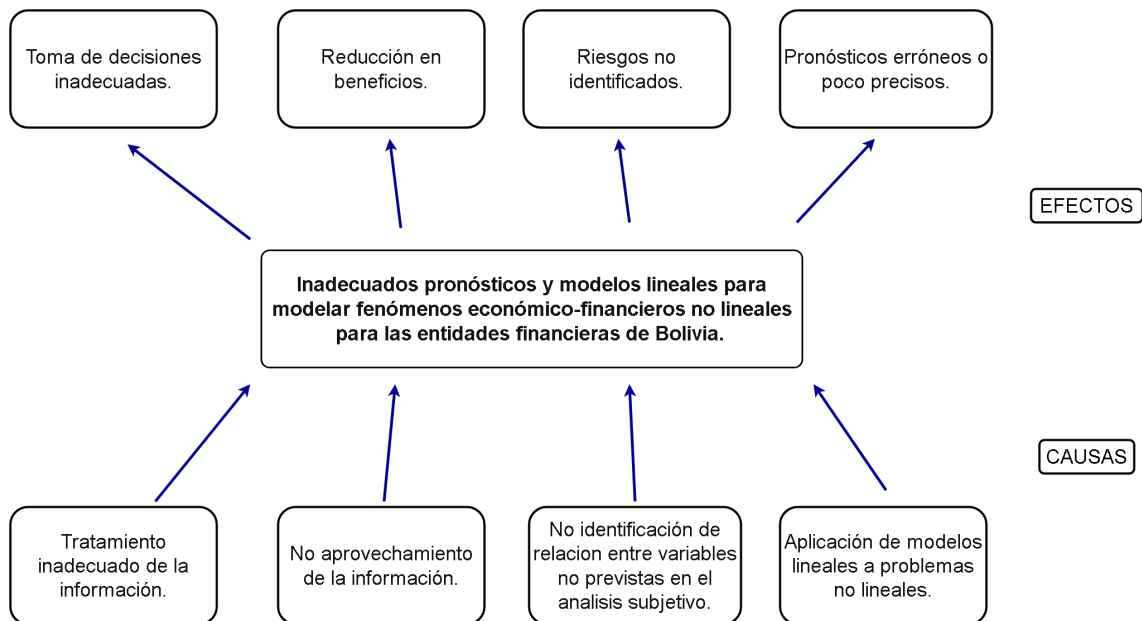 Toma de decisiones
inadecuadas.
Reducción en
beneficios.
Riesgos no
identificados.
Pronósticos erróneos o
poco precisos.
EFECTOS
Inadecuados pronósticos y modelos lineales para
modelar fenómenos económico-financieros no lineales
para las entidades financieras de Bolivia.
CAUSAS
Tratamiento
inadecuado de la
información.
No aprovechamiento
de la información.
No identificación de
relacion entre variables
no previstas en el
analisis subjetivo.
Aplicación de modelos
lineales a problemas
no lineales.